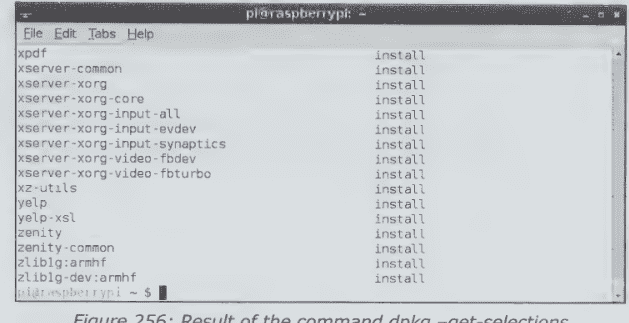 pi@raspberrypi: ~
File Edit Tabs Help
xpdf install
xserver-common install
xserver-xorg install
xserver-xorg-core install
xserver-xorg-input-all install
xserver-xorg-input-evdev install
xserver-xorg-input-synaptics install
xserver-xorg-video-fbdev install
xserver-xorg-video-fbturbo install
xz-utils install
yelp install
yelp-xsl install
zenity install
zenity-common install
zlib1g:armhf install
zlib1g-dev:armhf install
pi@raspberrypi ~ $
Figure 256: Result of the command dpkg –get-selections